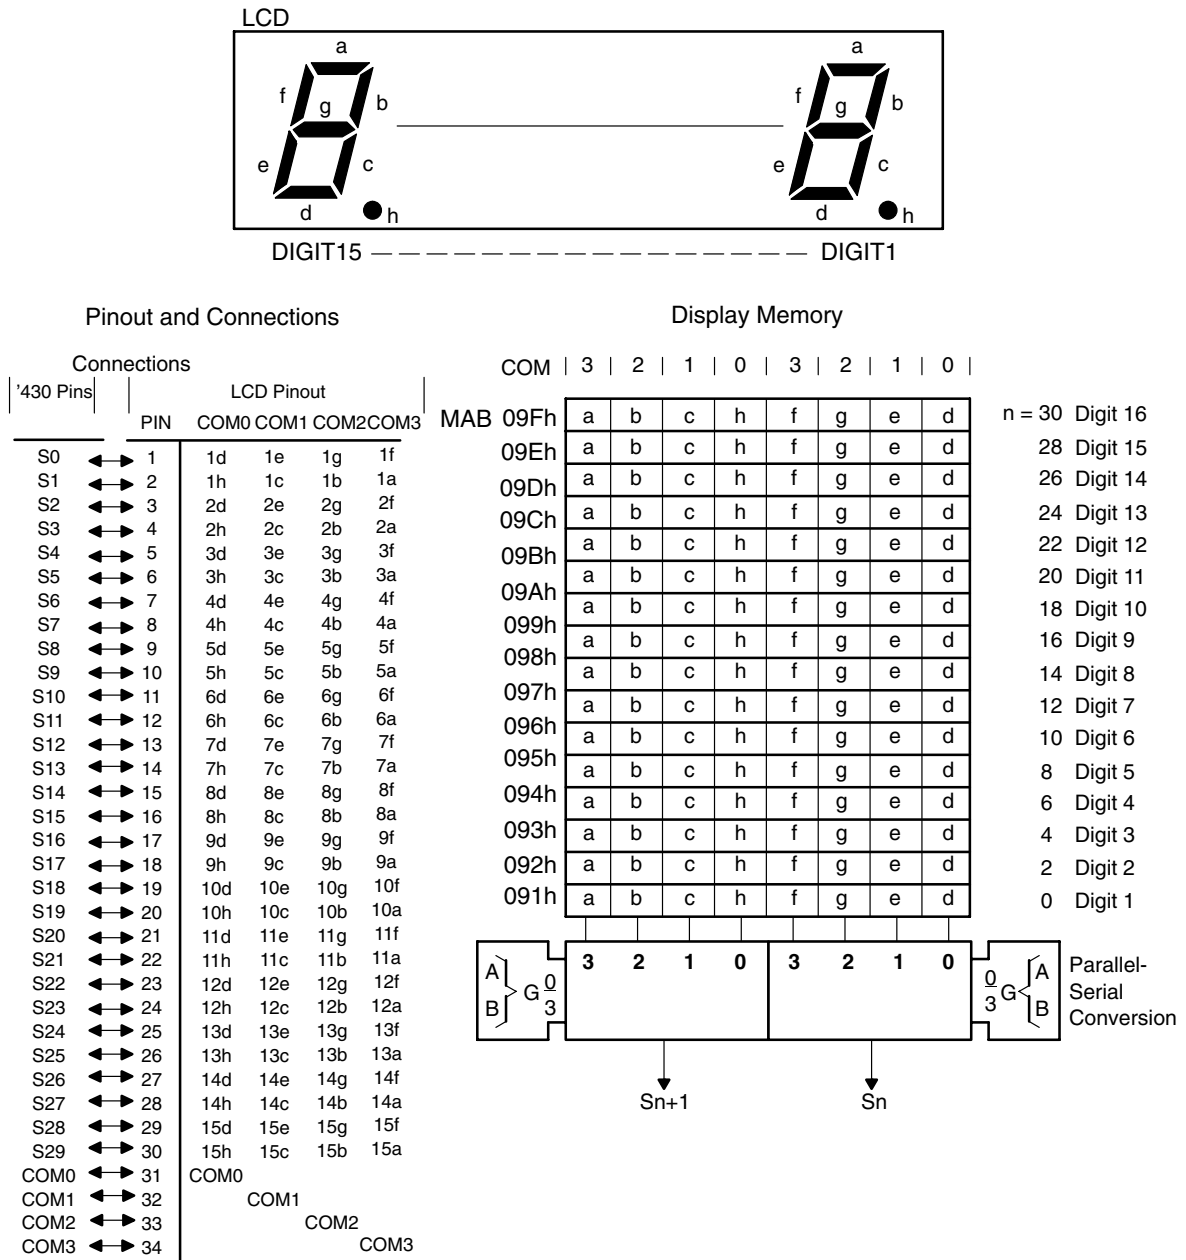 LCD
a a
f b f b
g g
e c e c
d h d h
DIGIT15 DIGIT1
Pinout and Connections
Connections
'430 Pins LCD Pinout
PIN COM0 COM1 COM2 COM3
S0 1 1d 1e 1g 1f
S1 2 1h 1c 1b 1a
S2 3 2d 2e 2g 2f
S3 4 2h 2c 2b 2a
S4 5 3d 3e 3g 3f
S5 6 3h 3c 3b 3a
S6 7 4d 4e 4g 4f
S7 8 4h 4c 4b 4a
S8 9 5d 5e 5g 5f
S9 10 5h 5c 5b 5a
S10 11 6d 6e 6g 6f
S11 12 6h 6c 6b 6a
S12 13 7d 7e 7g 7f
S13 14 7h 7c 7b 7a
S14 15 8d 8e 8g 8f
S15 16 8h 8c 8b 8a
S16 17 9d 9e 9g 9f
S17 18 9h 9c 9b 9a
S18 19 10d 10e 10g 10f
S19 20 10h 10c 10b 10a
S20 21 11d 11e 11g 11f
S21 22 11h 11c 11b 11a
S22 23 12d 12e 12g 12f
S23 24 12h 12c 12b 12a
S24 25 13d 13e 13g 13f
S25 26 13h 13c 13b 13a
S26 27 14d 14e 14g 14f
S27 28 14h 14c 14b 14a
S28 29 15d 15e 15g 15f
S29 30 15h 15c 15b 15a
COM0 31 COM0
COM1 32 COM1
COM2 33 COM2
COM3 34 COM3
Display Memory
COM 3 2 1 0 3 2 1 0
MAB 09Fh a b c h f g e d n = 30 Digit 16
09Eh a b c h f g e d 28 Digit 15
09Dh a b c h f g e d 26 Digit 14
09Ch a b c h f g e d 24 Digit 13
09Bh a b c h f g e d 22 Digit 12
09Ah a b c h f g e d 20 Digit 11
099h a b c h f g e d 18 Digit 10
098h a b c h f g e d 16 Digit 9
097h a b c h f g e d 14 Digit 8
096h a b c h f g e d 12 Digit 7
095h a b c h f g e d 10 Digit 6
094h a b c h f g e d 8 Digit 5
093h a b c h f g e d 6 Digit 4
092h a b c h f g e d 4 Digit 3
091h a b c h f g e d 2 Digit 2
a b c h f g e d 0 Digit 1
A B G 0 3 3 2 1 0 3 2 1 0 0 3 G A B
Parallel-
Serial
Conversion
Sn+1 Sn